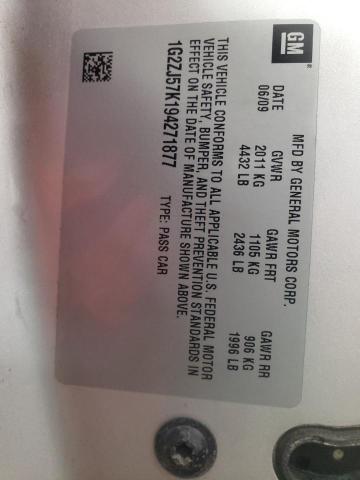 GM
®
MFD BY GENERAL MOTORS CORP.
DATE GVWR GAWR FRT GAWR RR
06/09 2011 KG 1105 KG 906 KG
4432 LB 2436 LB 1996 LB
THIS VEHICLE CONFORMS TO ALL APPLICABLE U.S. FEDERAL MOTOR
VEHICLE SAFETY, BUMPER, AND THEFT PREVENTION STANDARDS IN
EFFECT ON THE DATE OF MANUFACTURE SHOWN ABOVE.
1G2ZJ57K194271877 TYPE: PASS CAR